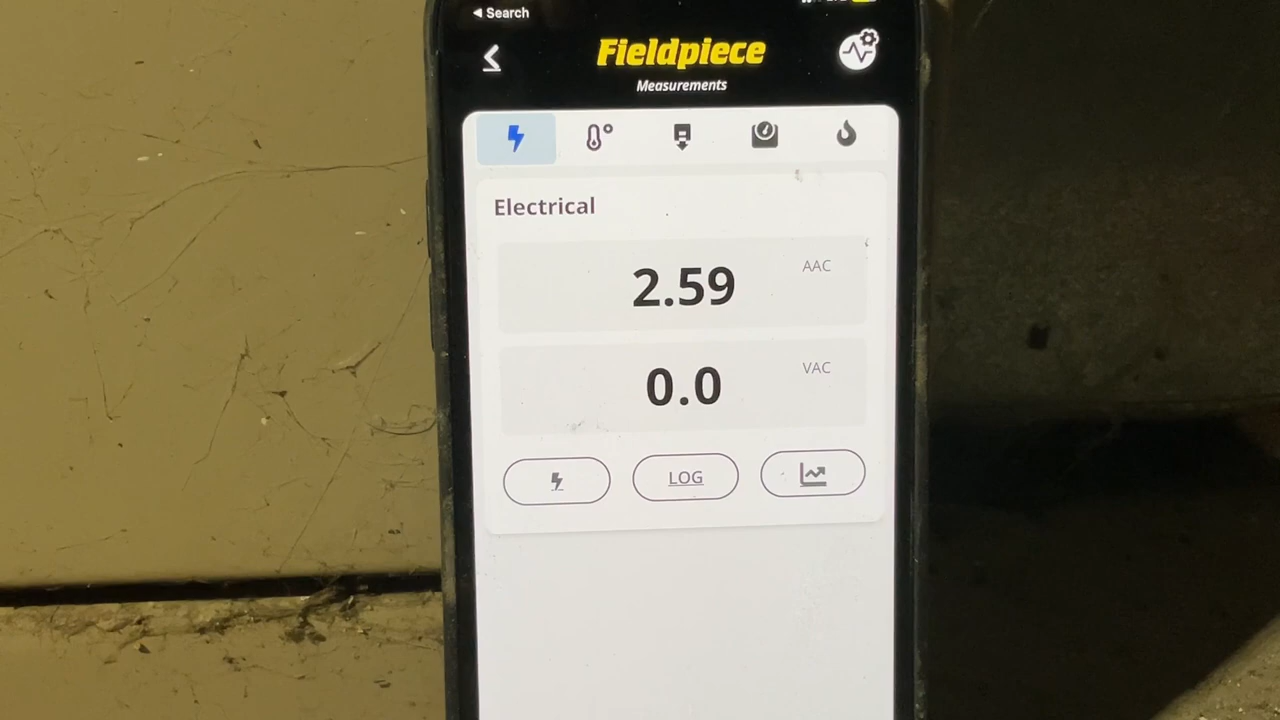 ◀ Search
Fieldpiece
Measurements
Electrical
2.59
AAC
0.0
VAC
LOG